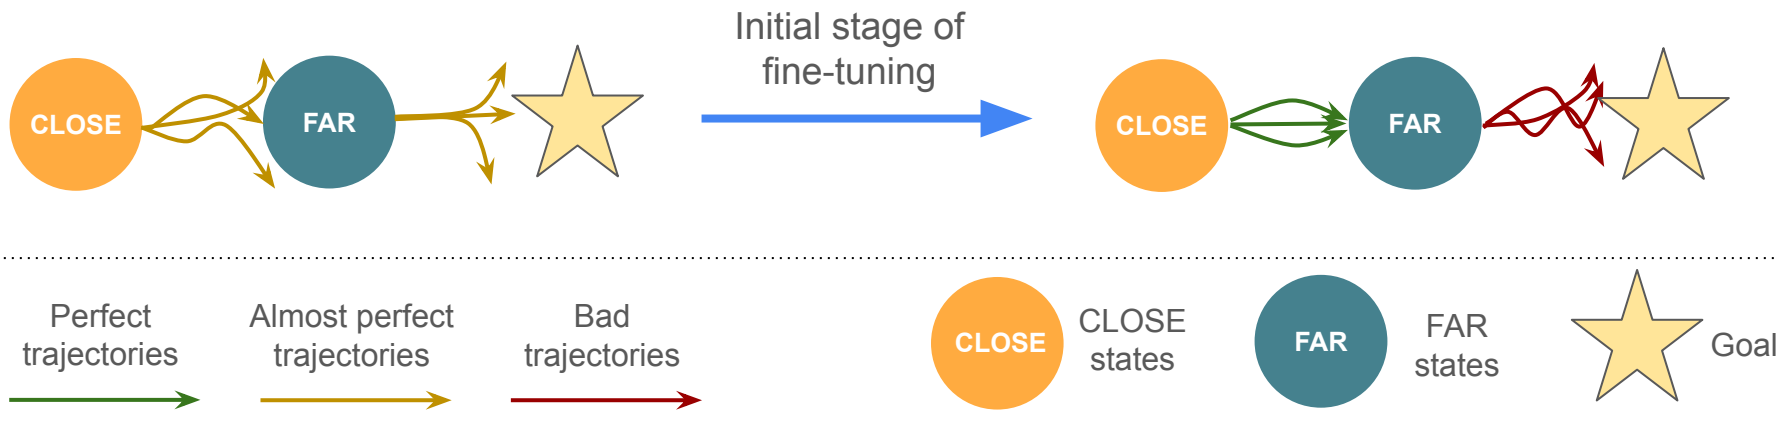 CLOSE
FAR
Initial stage of
fine-tuning
CLOSE
FAR
Perfect
trajectories
Almost perfect
trajectories
Bad
trajectories
CLOSE
CLOSE
states
FAR
FAR
states
Goal